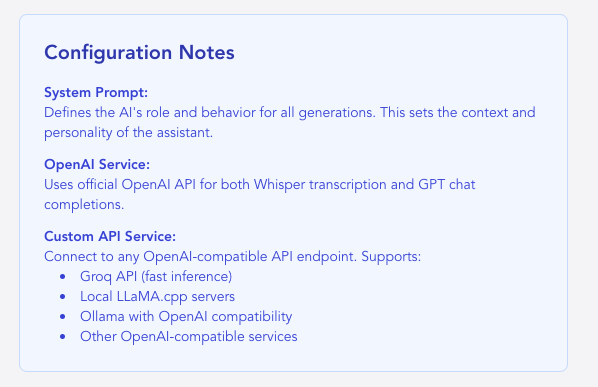 Configuration Notes
System Prompt:
Defines the AI's role and behavior for all generations. This sets the context and
personality of the assistant.
OpenAI Service:
Uses official OpenAI API for both Whisper transcription and GPT chat
completions.
Custom API Service:
Connect to any OpenAI-compatible API endpoint. Supports:
• Groq API (fast inference)
• Local LLaMA.cpp servers
• Ollama with OpenAI compatibility
• Other OpenAI-compatible services